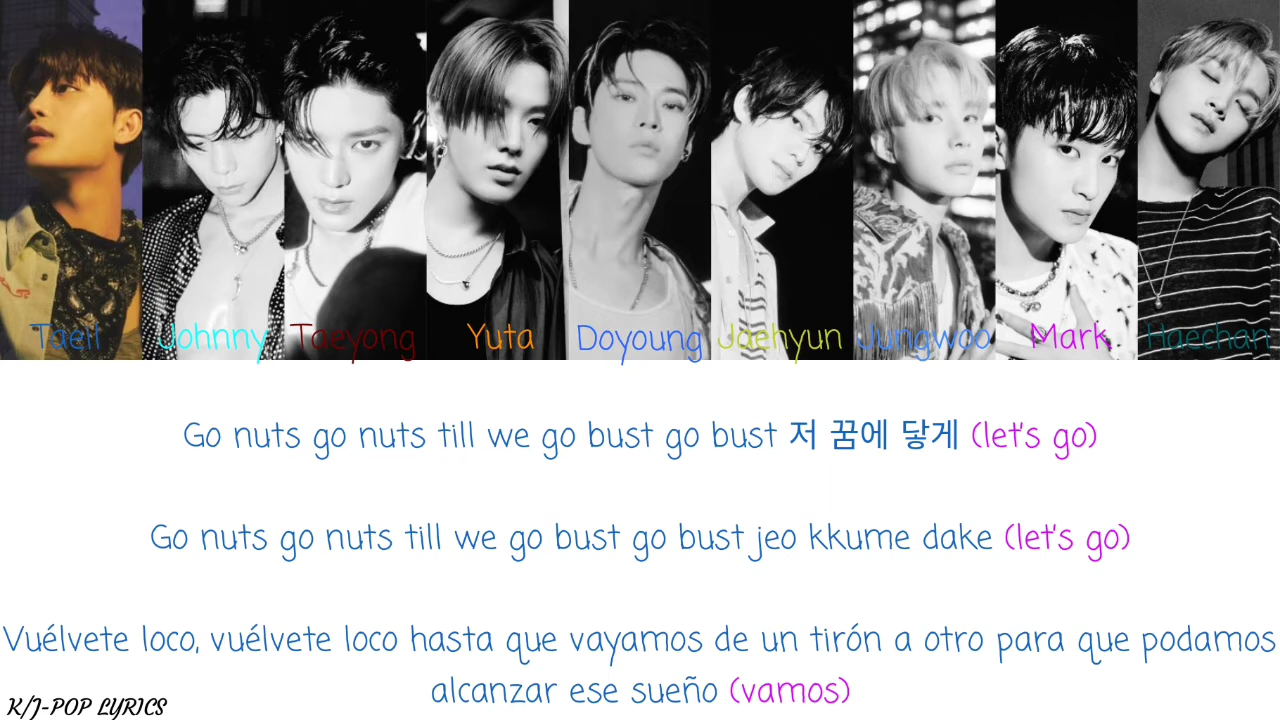 Taeil Johnny Taeyong Yuta Doyoung Jaehyun Jungwoo Mark Haechan
Go nuts go nuts till we go bust go bust 저 꿈에 닿게 (let's go)
Go nuts go nuts till we go bust go bust jeo kkume dake (let's go)
Vuélvete loco, vuélvete loco hasta que vayamos de un tirón a otro para que podamos
alcanzar ese sueño (vamos)
K/J-POP LYRICS